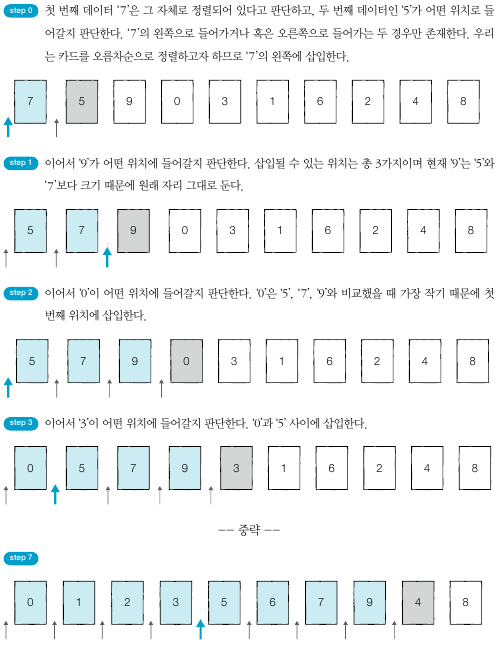 step 0 첫 번째 데이터 '7'은 그 자체로 정렬되어 있다고 판단하고, 두 번째 데이터인 '5'가 어떤 위치로 들
어갈지 판단한다. '7'의 왼쪽으로 들어가거나 혹은 오른쪽으로 들어가는 두 경우만 존재한다. 우리
는 카드를 오름차순으로 정렬하고자 하므로 '7'의 왼쪽에 삽입한다.
7 5 9 0 3 1 6 2 4 8
step 1 이어서 '9'가 어떤 위치에 들어갈지 판단한다. 삽입될 수 있는 위치는 총 3가지이며 현재 '9'는 '5'와
'7'보다 크기 때문에 원래 자리 그대로 둔다.
5 7 9 0 3 1 6 2 4 8
step 2 이어서 '0'이 어떤 위치에 들어갈지 판단한다. '0'은 '5', '7', '9'와 비교했을 때 가장 작기 때문에 첫
번째 위치에 삽입한다.
5 7 9 0 3 1 6 2 4 8
step 3 이어서 '3'이 어떤 위치에 들어갈지 판단한다. '0'과 '5' 사이에 삽입한다.
0 5 7 9 3 1 6 2 4 8
−− 중략 −−
step 7
0 1 2 3 5 6 7 9 4 8